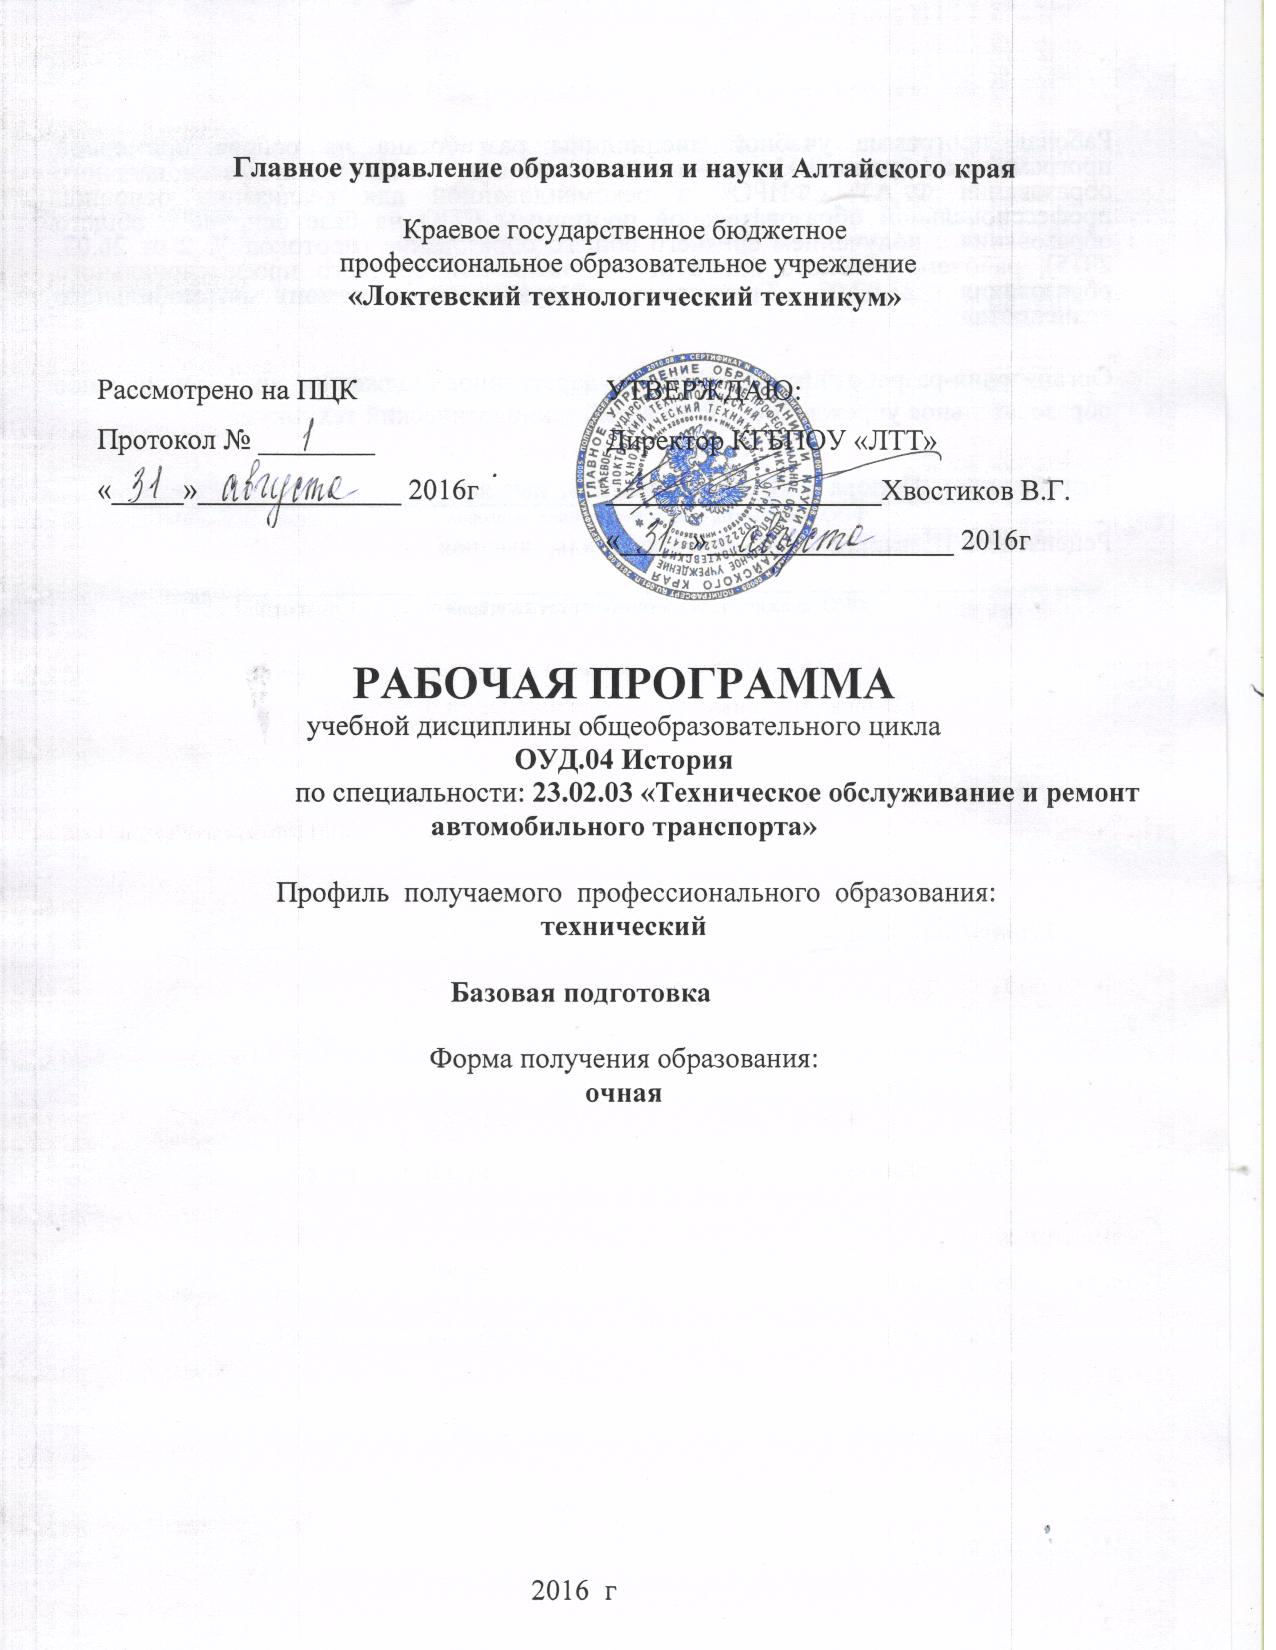 Главное управление образования и науки Алтайского края
Краевое государственное бюджетное
профессиональное образовательное учреждение
«Локтевский технологический техникум»
Рассмотрено на ПЦК
Протокол № 1
«31» августа 2016г
УТВЕРЖДАЮ:
Директор КГБПОУ «ЛТТ»
Хвостиков В.Г.
«31» августа 2016г
РАБОЧАЯ ПРОГРАММА
учебной дисциплины общеобразовательного цикла
ОУД.04 История
по специальности: 23.02.03 «Техническое обслуживание и ремонт
автомобильного транспорта»
Профиль получаемого профессионального образования:
технический
Базовая подготовка
Форма получения образования:
очная
2016 г